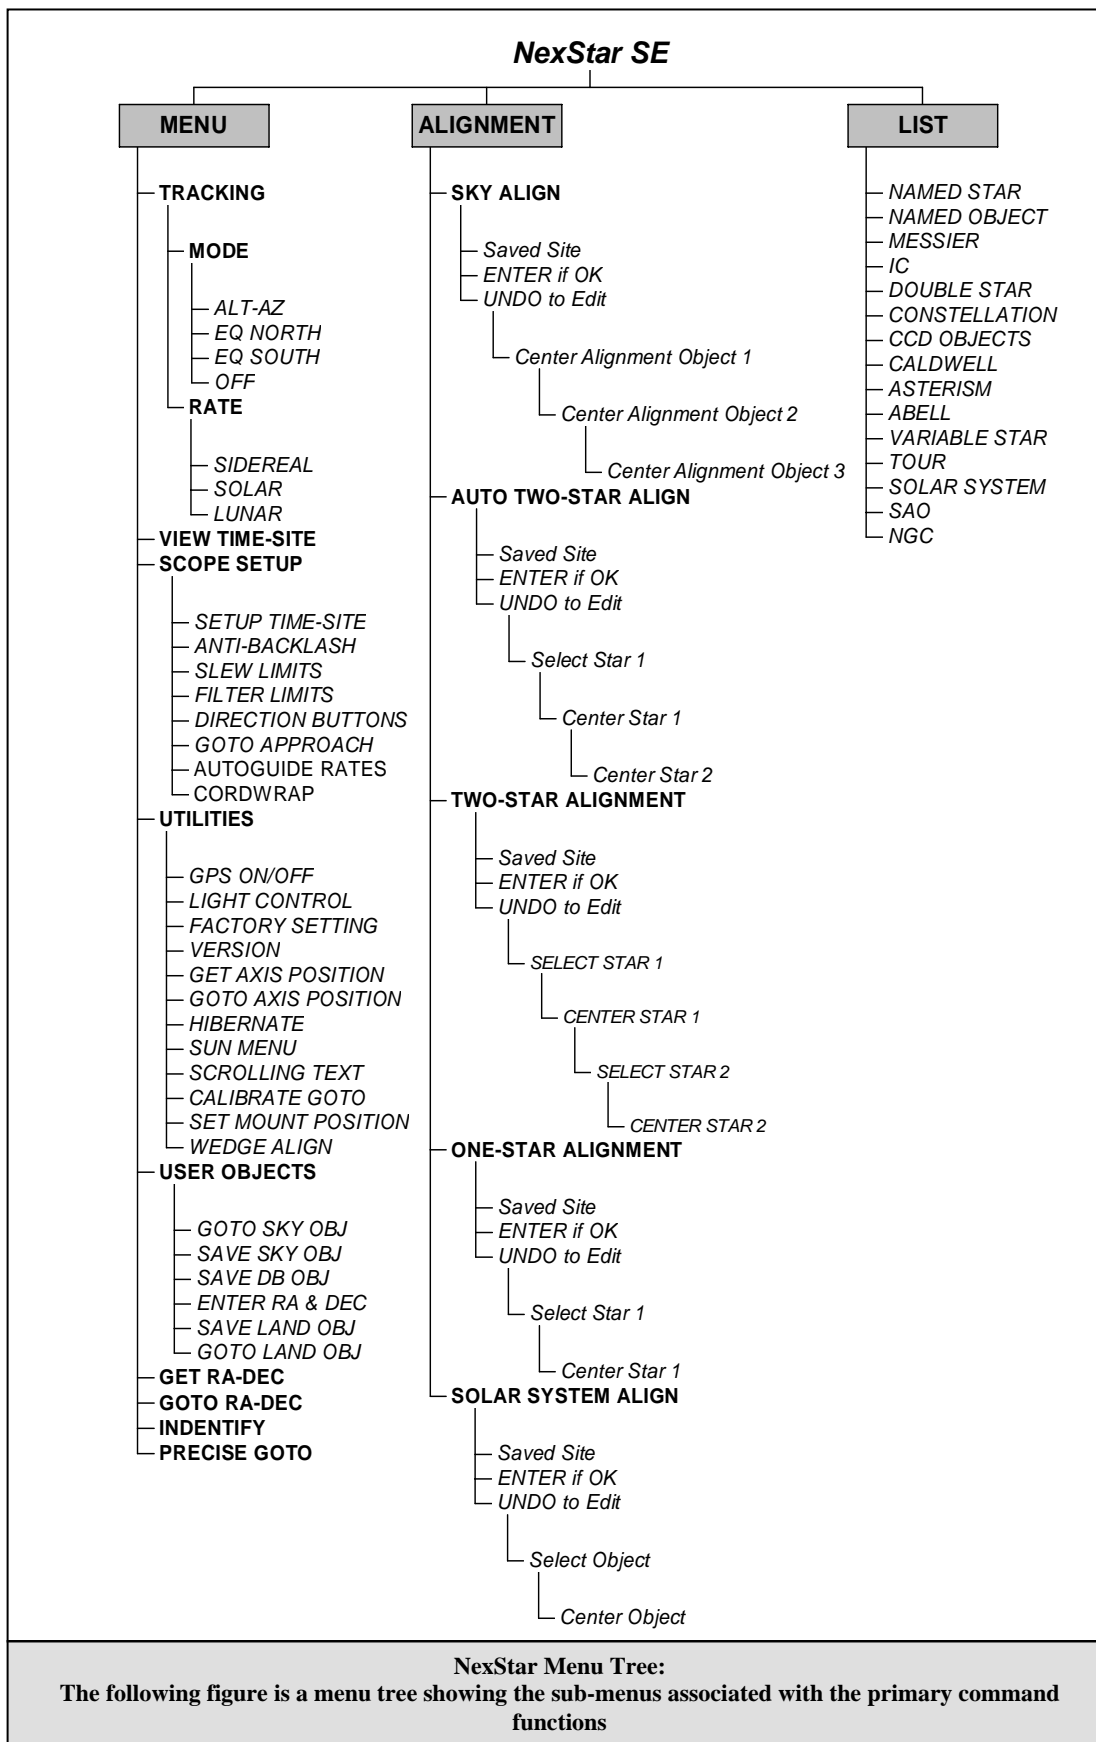 NexStar SE
MENU
TRACKING
MODE
ALT-AZ
EQ NORTH
EQ SOUTH
OFF
RATE
SIDEREAL
SOLAR
LUNAR
VIEW TIME-SITE
SCOPE SETUP
SETUP TIME-SITE
ANTI-BACKLASH
SLEW LIMITS
FILTER LIMITS
DIRECTION BUTTONS
GOTO APPROACH
AUTOGUIDE RATES
CORDWRAP
UTILITIES
GPS ON/OFF
LIGHT CONTROL
FACTORY SETTING
VERSION
GET AXIS POSITION
GOTO AXIS POSITION
HIBERNATE
SUN MENU
SCROLLING TEXT
CALIBRATE GOTO
SET MOUNT POSITION
WEDGE ALIGN
USER OBJECTS
GOTO SKY OBJ
SAVE SKY OBJ
SAVE DB OBJ
ENTER RA & DEC
SAVE LAND OBJ
GOTO LAND OBJ
GET RA-DEC
GOTO RA-DEC
INDENTIFY
PRECISE GOTO
ALIGNMENT
SKY ALIGN
Saved Site
ENTER if OK
UNDO to Edit
Center Alignment Object 1
Center Alignment Object 2
Center Alignment Object 3
AUTO TWO-STAR ALIGN
Saved Site
ENTER if OK
UNDO to Edit
Select Star 1
Center Star 1
Center Star 2
TWO-STAR ALIGNMENT
Saved Site
ENTER if OK
UNDO to Edit
SELECT STAR 1
CENTER STAR 1
SELECT STAR 2
CENTER STAR 2
ONE-STAR ALIGNMENT
Saved Site
ENTER if OK
UNDO to Edit
Select Star 1
Center Star 1
SOLAR SYSTEM ALIGN
Saved Site
ENTER if OK
UNDO to Edit
Select Object
Center Object
LIST
NAMED STAR
NAMED OBJECT
MESSIER
IC
DOUBLE STAR
CONSTELLATION
CCD OBJECTS
CALDWELL
ASTERISM
ABELL
VARIABLE STAR
TOUR
SOLAR SYSTEM
SAO
NGC
NexStar Menu Tree:
The following figure is a menu tree showing the sub-menus associated with the primary command
functions